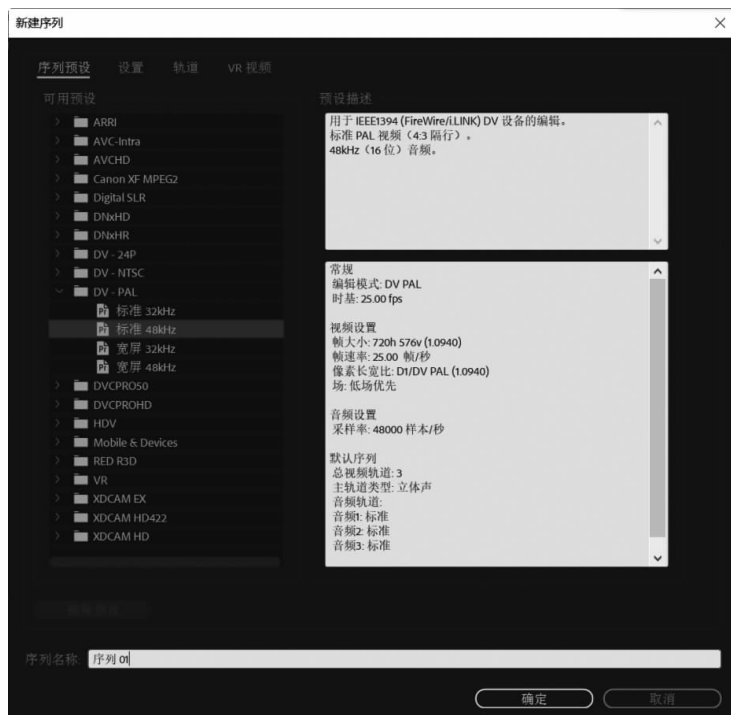 新建序列
序列预设 设置 轨道 VR 视频
可用预设
ARRI
AVC-Intra
AVCHD
Canon XF MPEG2
Digital SLR
DNxHD
DNxHR
DV - 24P
DV - NTSC
DV - PAL
标准 32kHz
标准 48kHz
宽屏 32kHz
宽屏 48kHz
DVCPRO50
DVCPROHD
HDV
Mobile & Devices
RED R3D
VR
XDCAM EX
XDCAM HD422
XDCAM HD
预设描述
用于 IEEE1394 (FireWire/i.LINK) DV 设备的编辑。
标准 PAL 视频（4:3 隔行）。
48kHz（16 位）音频。
常规
编辑模式: DV PAL
时基: 25.00 fps
视频设置
帧大小: 720h 576v (1.0940)
帧速率: 25.00 帧/秒
像素长宽比: D1/DV PAL (1.0940)
场: 低场优先
音频设置
采样率: 48000 样本/秒
默认序列
总视频轨道: 3
主轨道类型: 立体声
音频轨道:
音频1: 标准
音频2: 标准
音频3: 标准
序列名称: 序列 01
确定 取消